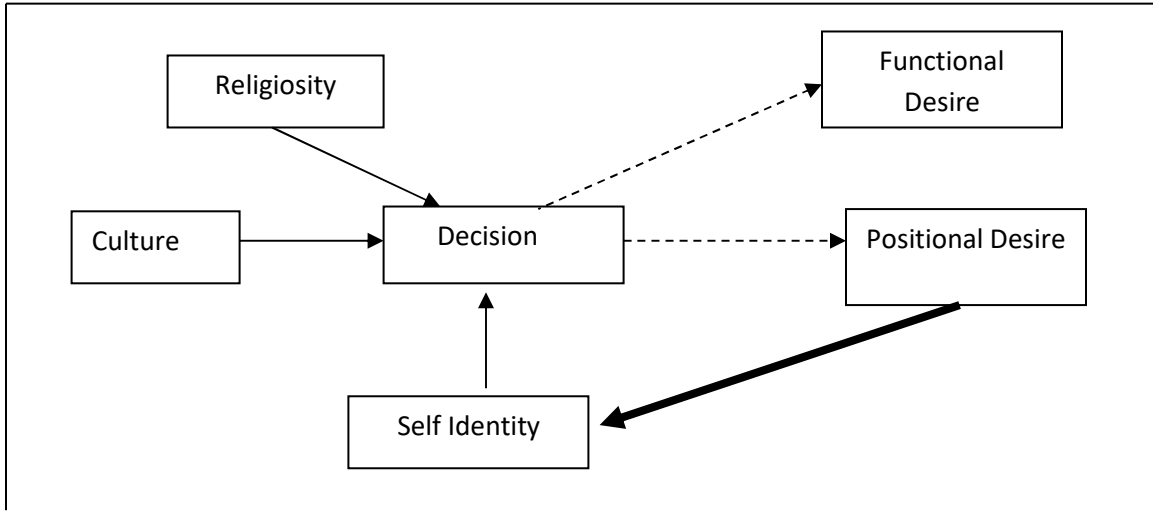 Religiosity
Functional
Desire
Culture
Decision
Positional Desire
Self Identity